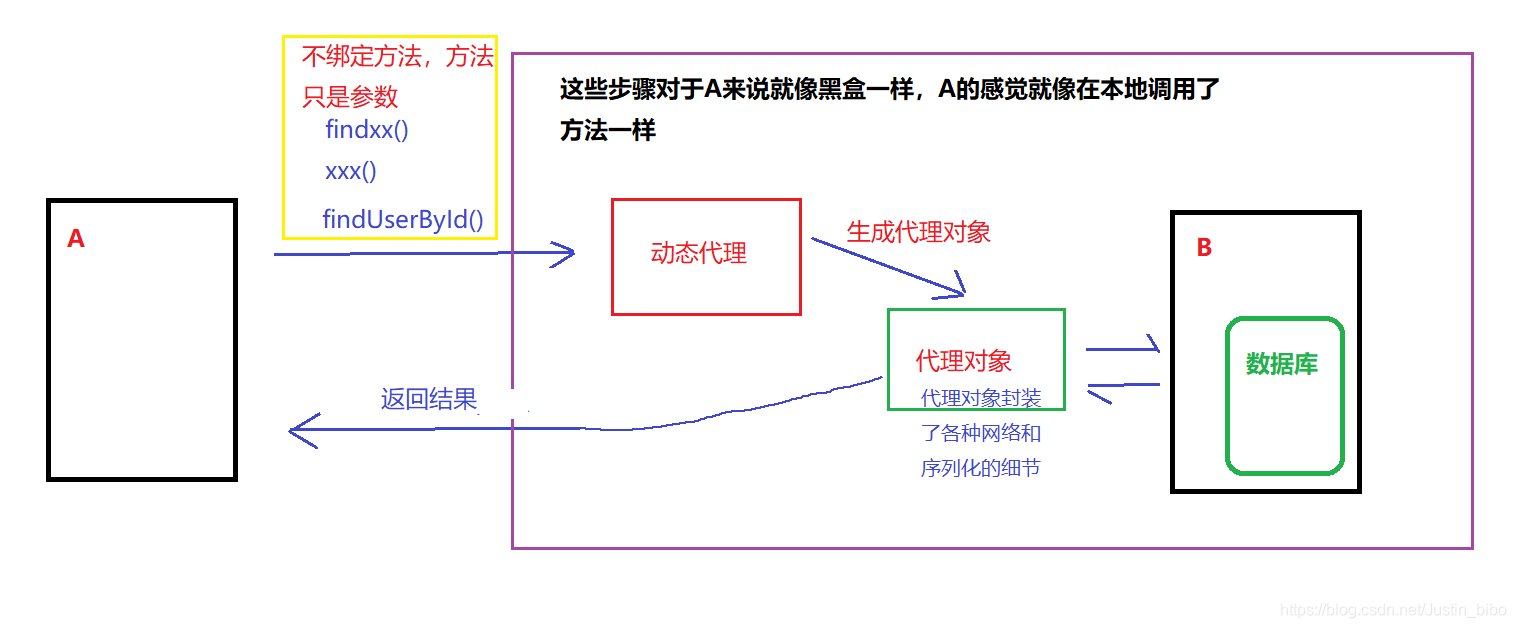 不绑定方法，方法
只是参数
findxx()
xxx()
findUserById()
这些步骤对于A来说就像黑盒一样，A的感觉就像在本地调用了
方法一样
A
动态代理
生成代理对象
B
代理对象
代理对象封装
了各种网络和
序列化的细节
数据库
返回结果
https://blog.csdn.net/Justin_bibo